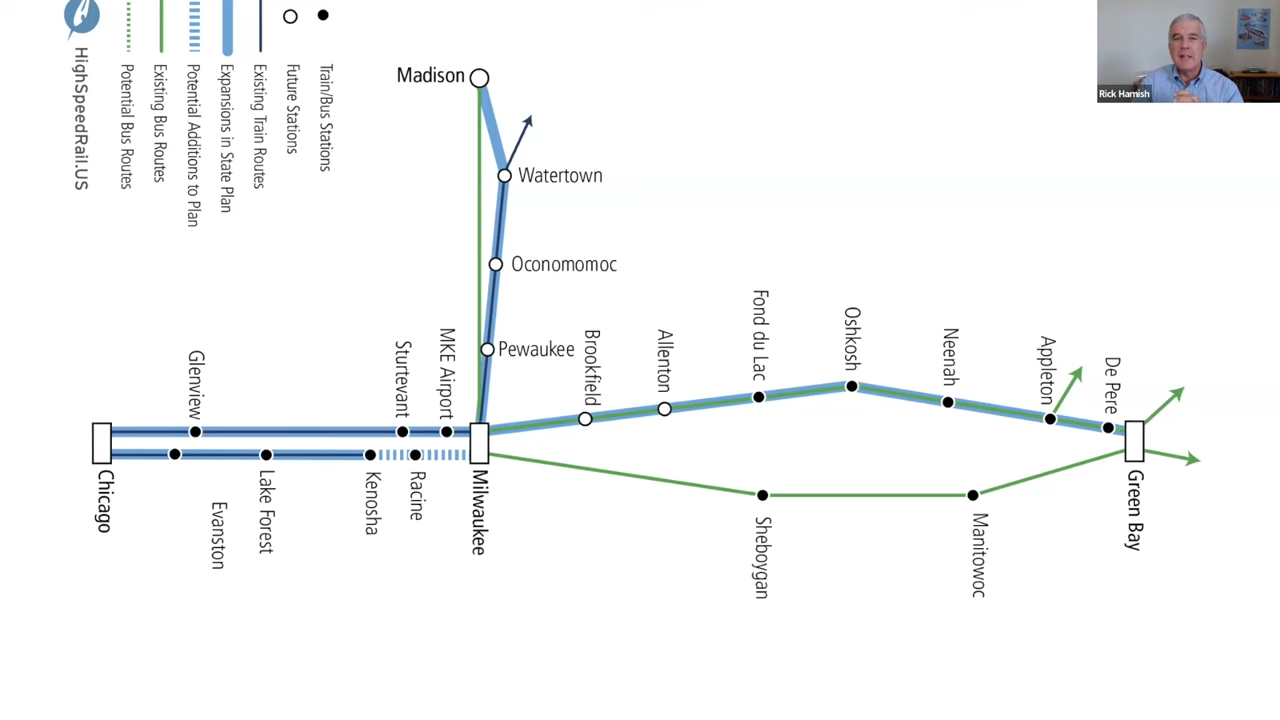 HighSpeedRail.US
Potential Bus Routes
Existing Bus Routes
Potential Additions to Plan
Expansions in State Plan
Existing Train Routes
Future Stations
Train/Bus Stations
Rick Harnish
Madison
Watertown
Oconomomoc
Pewaukee
Glenview
Sturtevant
MKE Airport
Brookfield
Allenton
Fond du Lac
Oshkosh
Neenah
Appleton
De Pere
Chicago
Evanston
Lake Forest
Kenosha
Racine
Milwaukee
Sheboygan
Manitowoc
Green Bay